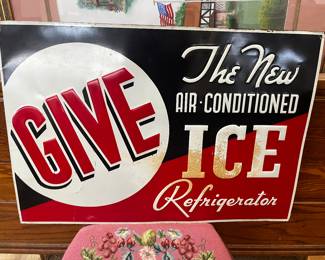 GIVE
The New
AIR-CONDITIONED
ICE
Refrigerator